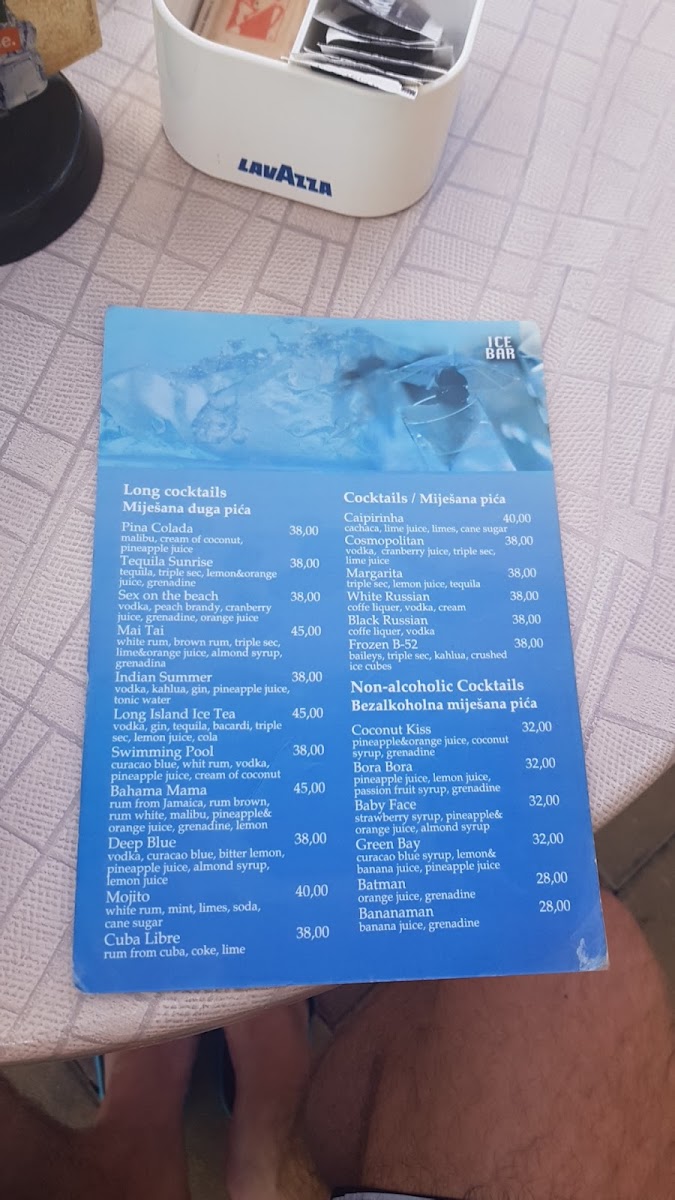 e.
LAVAZZA
ICE
BAR
Long cocktails
Miješana duga pića
Pina Colada 38,00
malibu, cream of coconut,
pineapple juice
Tequila Sunrise 38,00
tequila, triple sec, lemon&orange
juice, grenadine
Sex on the beach 38,00
vodka, peach brandy, cranberry
juice, grenadine, orange juice
Mai Tai 45,00
white rum, brown rum, triple sec,
lime&orange juice, almond syrup,
grenadina
Indian Summer 38,00
vodka, kahlua, gin, pineapple juice,
tonic water
Long Island Ice Tea 45,00
vodka, gin, tequila, bacardi, triple
sec, lemon juice, cola
Swimming Pool 38,00
curacao blue, whit rum, vodka,
pineapple juice, cream of coconut
Bahama Mama 45,00
rum from Jamaica, rum brown,
rum white, malibu, pineapple&
orange juice, grenadine, lemon
Deep Blue 38,00
vodka, curacao blue, bitter lemon,
pineapple juice, almond syrup,
lemon juice
Mojito 40,00
white rum, mint, limes, soda,
cane sugar
Cuba Libre 38,00
rum from cuba, coke, lime
Cocktails / Miješana pića
Caipirinha 40,00
cachaca, lime juice, limes, cane sugar
Cosmopolitan 38,00
vodka, cranberry juice, triple sec,
lime juice
Margarita 38,00
triple sec, lemon juice, tequila
White Russian 38,00
coffe liquer, vodka, cream
Black Russian 38,00
coffe liquer, vodka
Frozen B-52 38,00
baileys, triple sec, kahlua, crushed
ice cubes
Non-alcoholic Cocktails
Bezalkoholna miješana pića
Coconut Kiss 32,00
pineapple&orange juice, coconut
syrup, grenadine
Bora Bora 32,00
pineapple juice, lemon juice,
passion fruit syrup, grenadine
Baby Face 32,00
strawberry syrup, pineapple&
orange juice, almond syrup
Green Bay 32,00
curacao blue syrup, lemon&
banana juice, pineapple juice
Batman 28,00
orange juice, grenadine
Bananaman 28,00
banana juice, grenadine